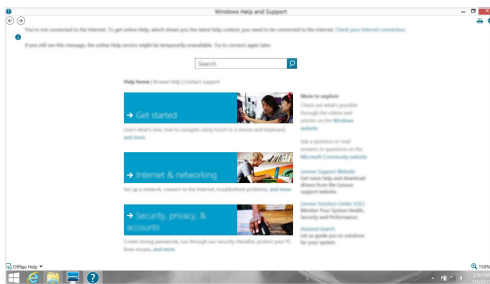 Windows Help and Support
You're not connected to the Internet. To get online Help, which shows you the latest help content, you need to be connected to the Internet. Check your Internet connection.
If you still see this message, the online Help service might be temporarily unavailable. Try to connect again later.
Search
Help home | Browse help | Contact support
→ Get started
Learn what's new, how to navigate using touch or a mouse and keyboard,
and more.
→ Internet & networking
Set up a network, connect to the Internet, troubleshoot problems, and more.
→ Security, privacy, &
accounts
Create strong passwords, run through our security checklist, protect your PC
from viruses, and more.
More to explore
Check out what's possible
through the videos and
articles on the Windows
website.
Ask a question or read
answers to questions on the
Microsoft Community website.
Lenovo Support Website
Get more help and download
drivers from the Lenovo
support website.
Lenovo Solution Center (LSC)
Monitor Your System Health,
Security and Performance.
Assisted Search
Let us guide you to solutions
for your system.
Offline Help
150%